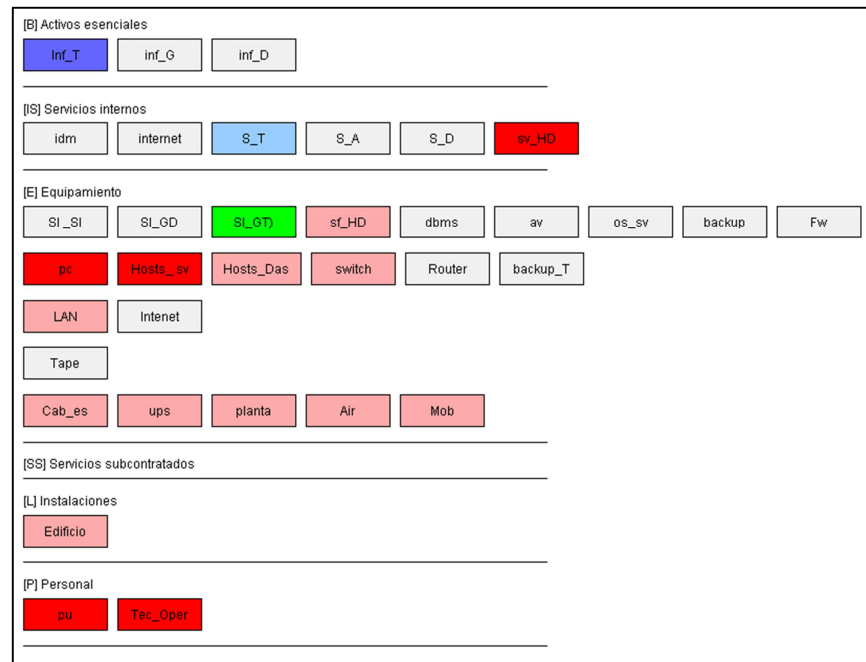 [B] Activos esenciales
Inf_T inf_G inf_D
[IS] Servicios internos
idm internet S_T S_A S_D sv_HD
[E] Equipamiento
SI _SI SI_GD SI_GT) sf_HD dbms av os_sv backup Fw
pc Hosts_ sv Hosts_Das switch Router backup_T
LAN Intenet
Tape
Cab_es ups planta Air Mob
[SS] Servicios subcontratados
[L] Instalaciones
Edificio
[P] Personal
pu Tec_Oper